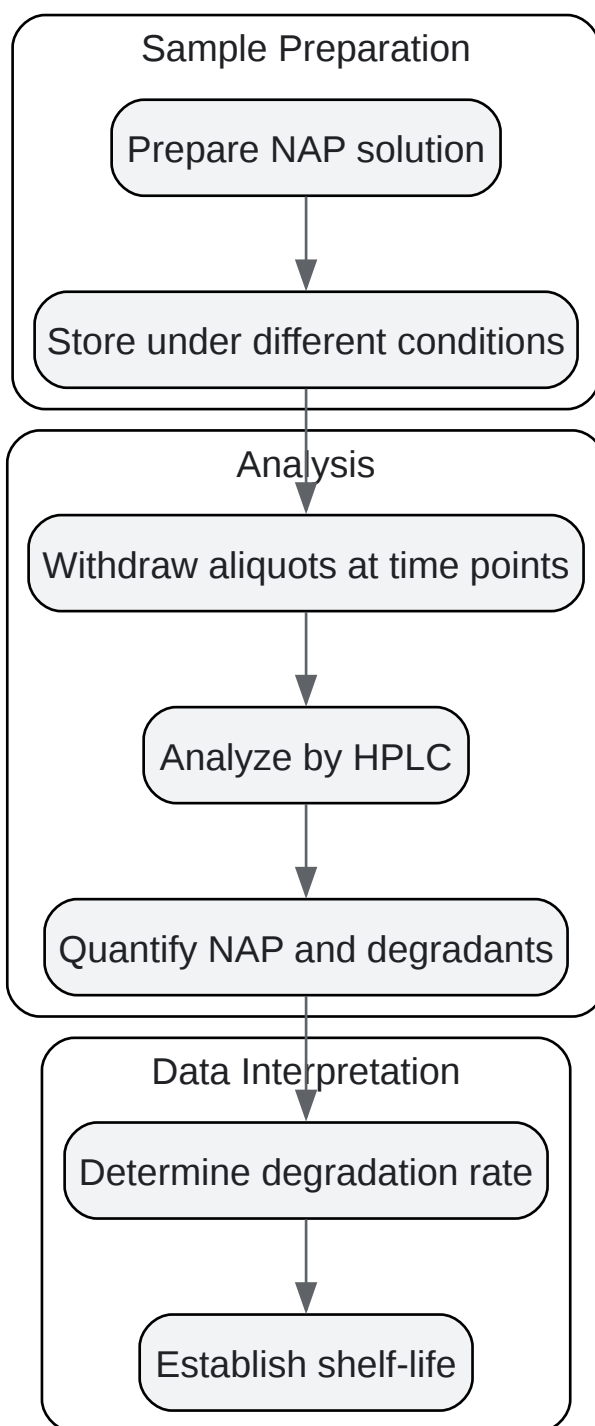 Sample Preparation
Prepare NAP solution
Store under different conditions
Analysis
Withdraw aliquots at time points
Analyze by HPLC
Quantify NAP and degradants
Data Interpretation
Determine degradation rate
Establish shelf-life